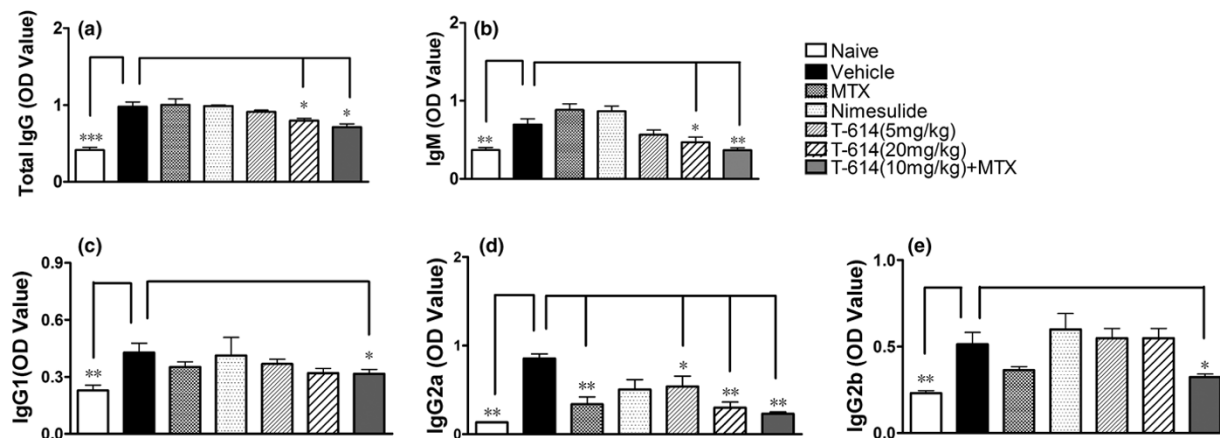 (a)
Total IgG (OD Value)
2
1
0
***
*
*
(b)
IgM (OD Value)
2
1
0
**
*
**
Naive
Vehicle
MTX
Nimesulide
T-614(5mg/kg)
T-614(20mg/kg)
T-614(10mg/kg)+MTX
(c)
IgG1(OD Value)
0.9
0.6
0.3
0.0
**
*
(d)
IgG2a(OD Value)
2
1
0
**
**
*
**
**
(e)
IgG2b (OD Value)
1.0
0.5
0.0
**
*